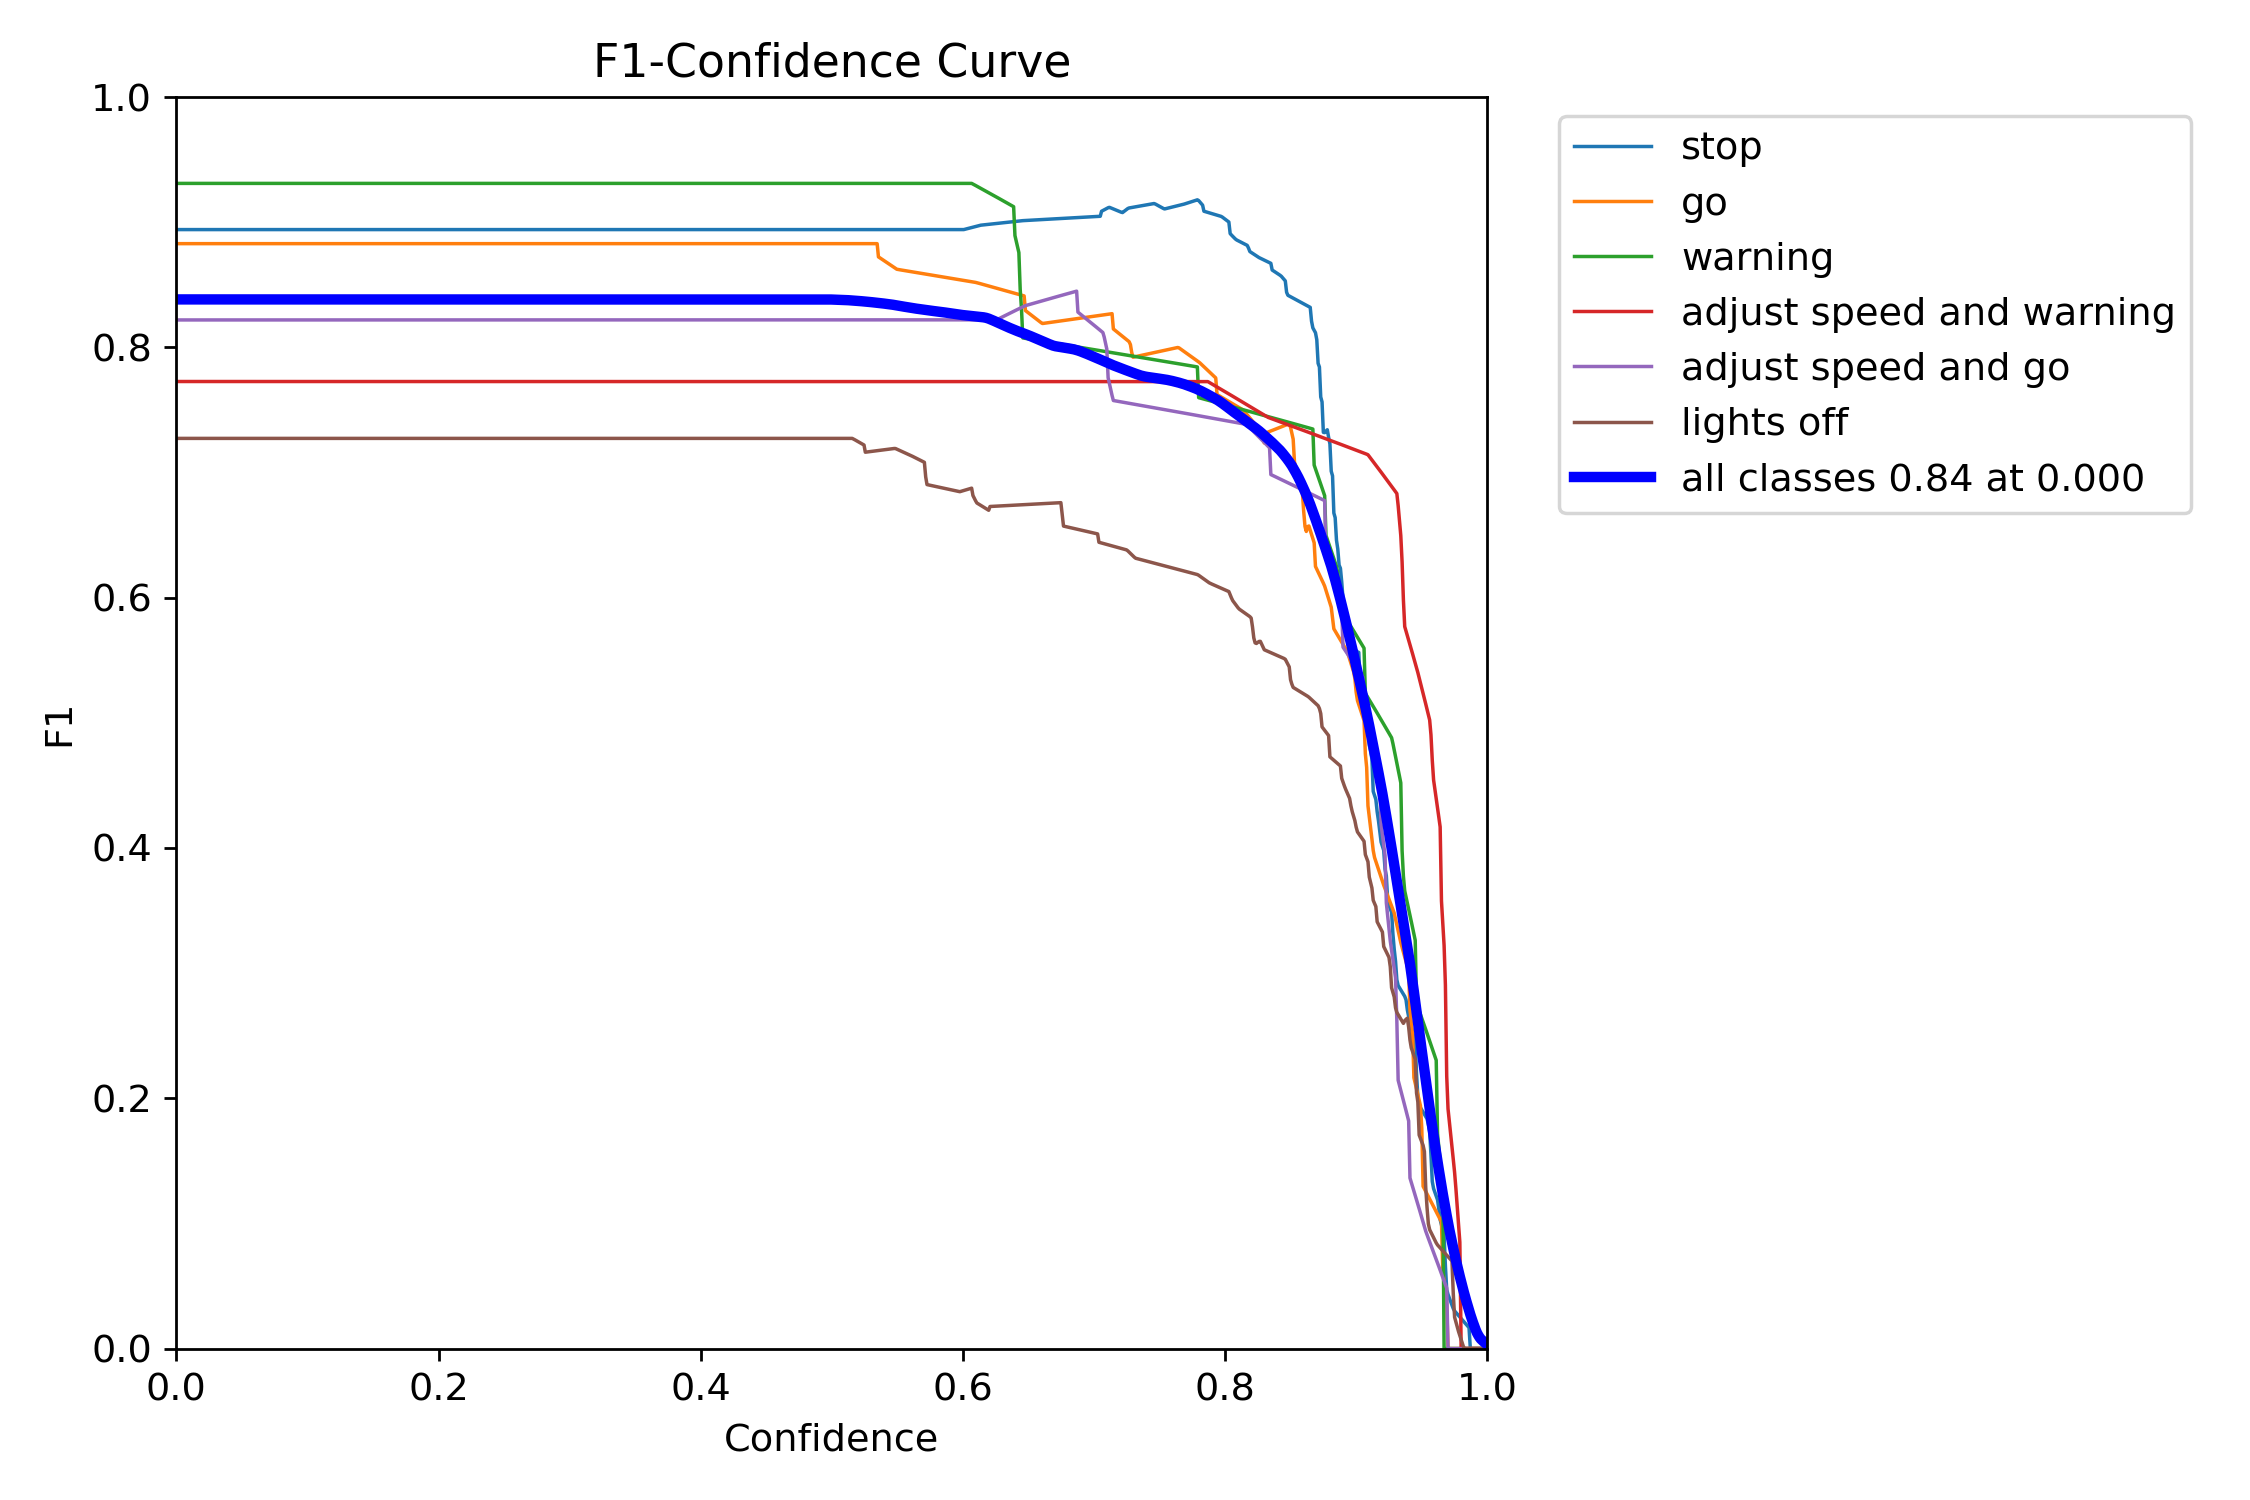 F1-Confidence Curve
1.0
0.8
0.6
0.4
0.2
0.0
F1
0.0 0.2 0.4 0.6 0.8 1.0
Confidence
stop
go
warning
adjust speed and warning
adjust speed and go
lights off
all classes 0.84 at 0.000